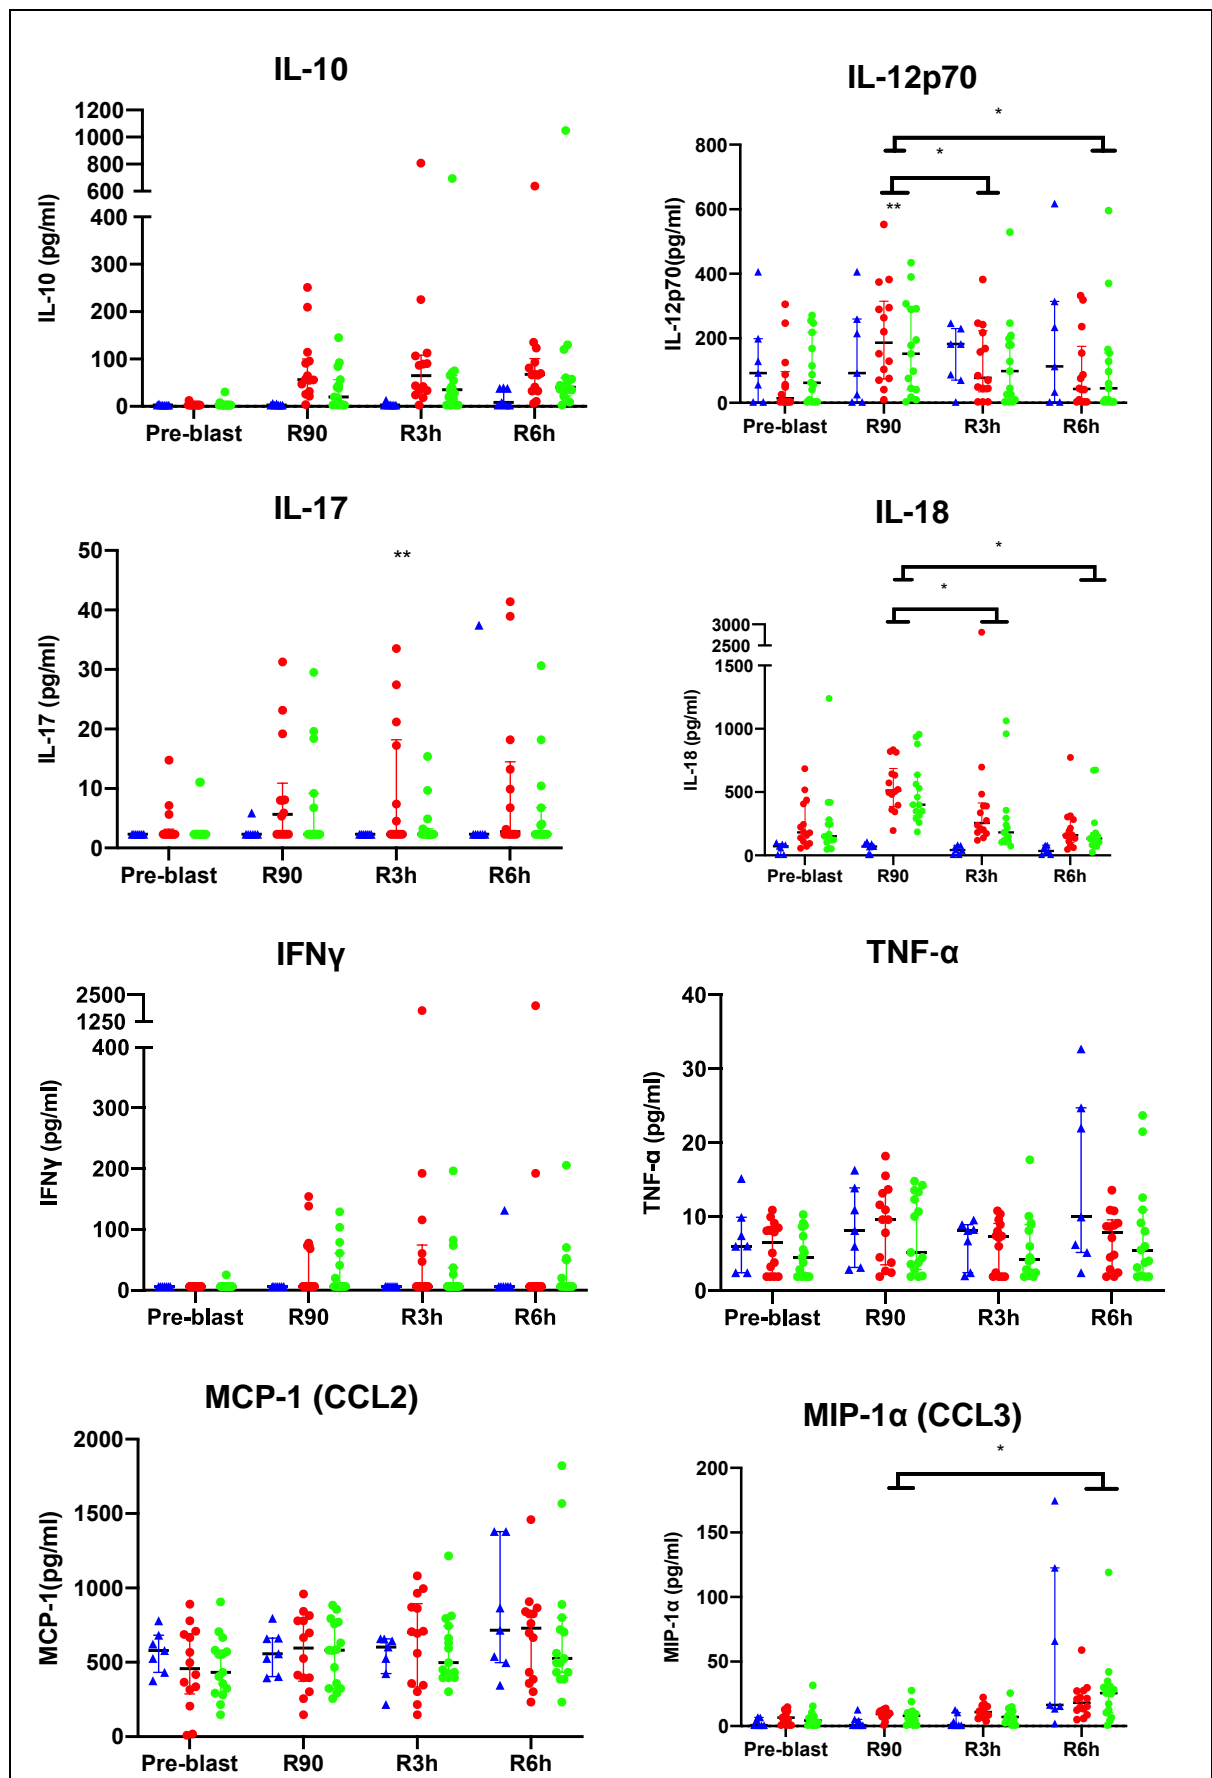 IL-10
1200
1000
800
600
400
300
200
100
0
IL-10 (pg/ml)
Pre-blast R90 R3h R6h
IL-12p70
*
*
**
800
600
400
200
0
IL-12p70(pg/ml)
Pre-blast R90 R3h R6h
IL-17
**
50
40
30
20
10
0
IL-17 (pg/ml)
Pre-blast R90 R3h R6h
IL-18
*
*
3000
2500
1500
1000
500
0
IL-18 (pg/ml)
Pre-blast R90 R3h R6h
IFNγ
2500
1250
400
300
200
100
0
IFNγ (pg/ml)
Pre-blast R90 R3h R6h
TNF-α
40
30
20
10
0
TNF-α (pg/ml)
Pre-blast R90 R3h R6h
MCP-1 (CCL2)
2000
1500
1000
500
0
MCP-1(pg/ml)
Pre-blast R90 R3h R6h
MIP-1α (CCL3)
*
200
150
100
50
0
MIP-1α (pg/ml)
Pre-blast R90 R3h R6h